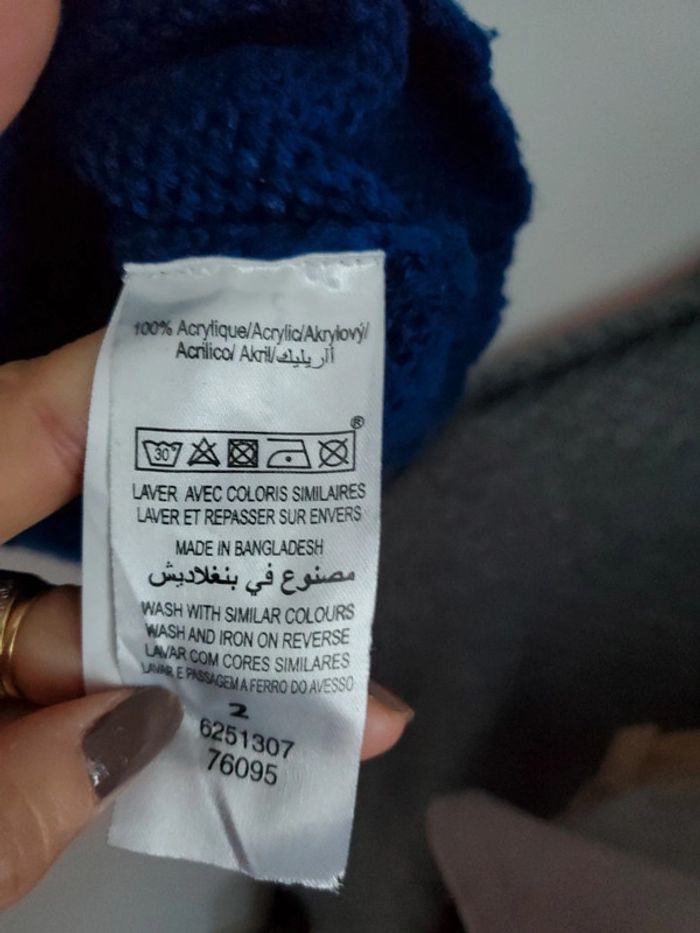 100% Acrylique/Acrylic/Akrylový/
Acrilico/ Akril/أكريليك
®
30°
LAVER AVEC COLORIS SIMILAIRES
LAVER ET REPASSER SUR ENVERS
MADE IN BANGLADESH
مصنوع في بنغلاديش
WASH WITH SIMILAR COLOURS
WASH AND IRON ON REVERSE
LAVAR COM CORES SIMILARES
LAVAR E PASSAGEM A FERRO DO AVESSO
2
6251307
76095